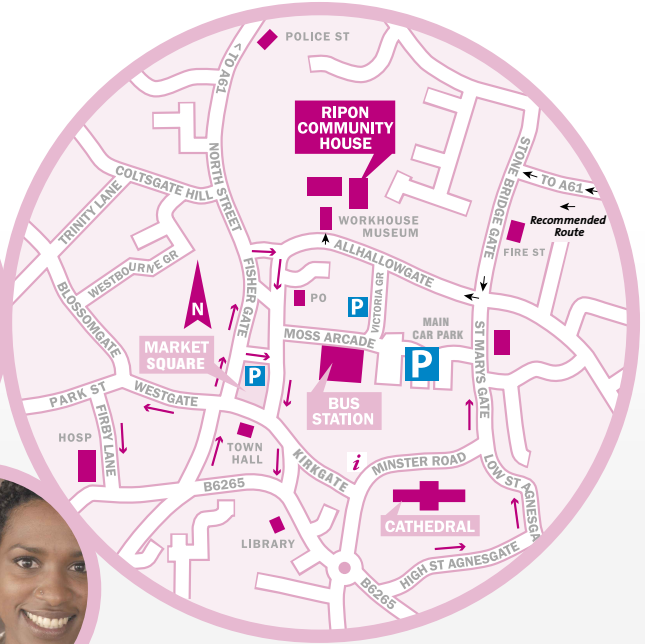 POLICE ST
< TO A61
RIPON
COMMUNITY
HOUSE
STONE BRIDGE GATE
TO A61
Recommended
Route
NORTH STREET
COLTSGATE HILL
TRINITY LANE
WORKHOUSE
MUSEUM
FIRE ST
ALLHALLOWGATE
WESTBOURNE GR
FISHER GATE
BLOSSOMGATE
N
PO
P
VICTORIA GR
MOSS ARCADE
MAIN
CAR PARK
P
ST MARYS GATE
MARKET
SQUARE
P
BUS
STATION
PARK ST
WESTGATE
FIRBY LANE
HOSP
TOWN
HALL
KIRKGATE
i
MINSTER ROAD
LOW ST AGNESGA
B6265
CATHEDRAL
LIBRARY
HIGH ST AGNESGATE
B6265